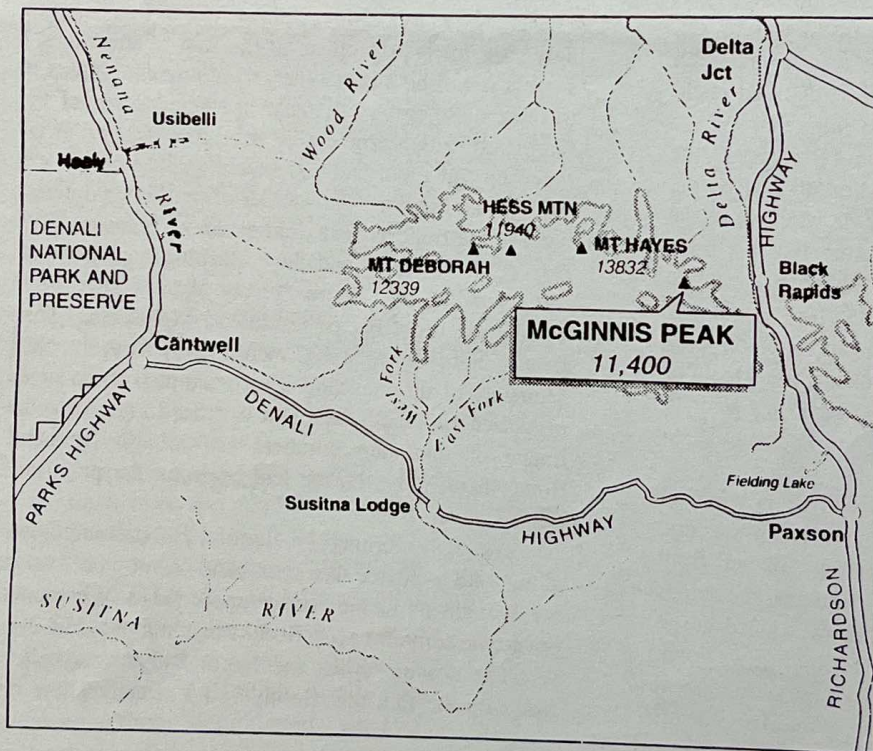 Nenana
River
Usibelli
Healy
Wood River
Delta
Jct
Delta River
HIGHWAY
DENALI
NATIONAL
PARK AND
PRESERVE
HESS MTN
11940
MT DEBORAH
12339
MT HAYES
13832
Black
Rapids
McGINNIS PEAK
11,400
Cantwell
PARKS HIGHWAY
DENALI
West Fork
East Fork
Susitna Lodge
HIGHWAY
Fielding Lake
Paxson
SUSITNA
RIVER
RICHARDSON